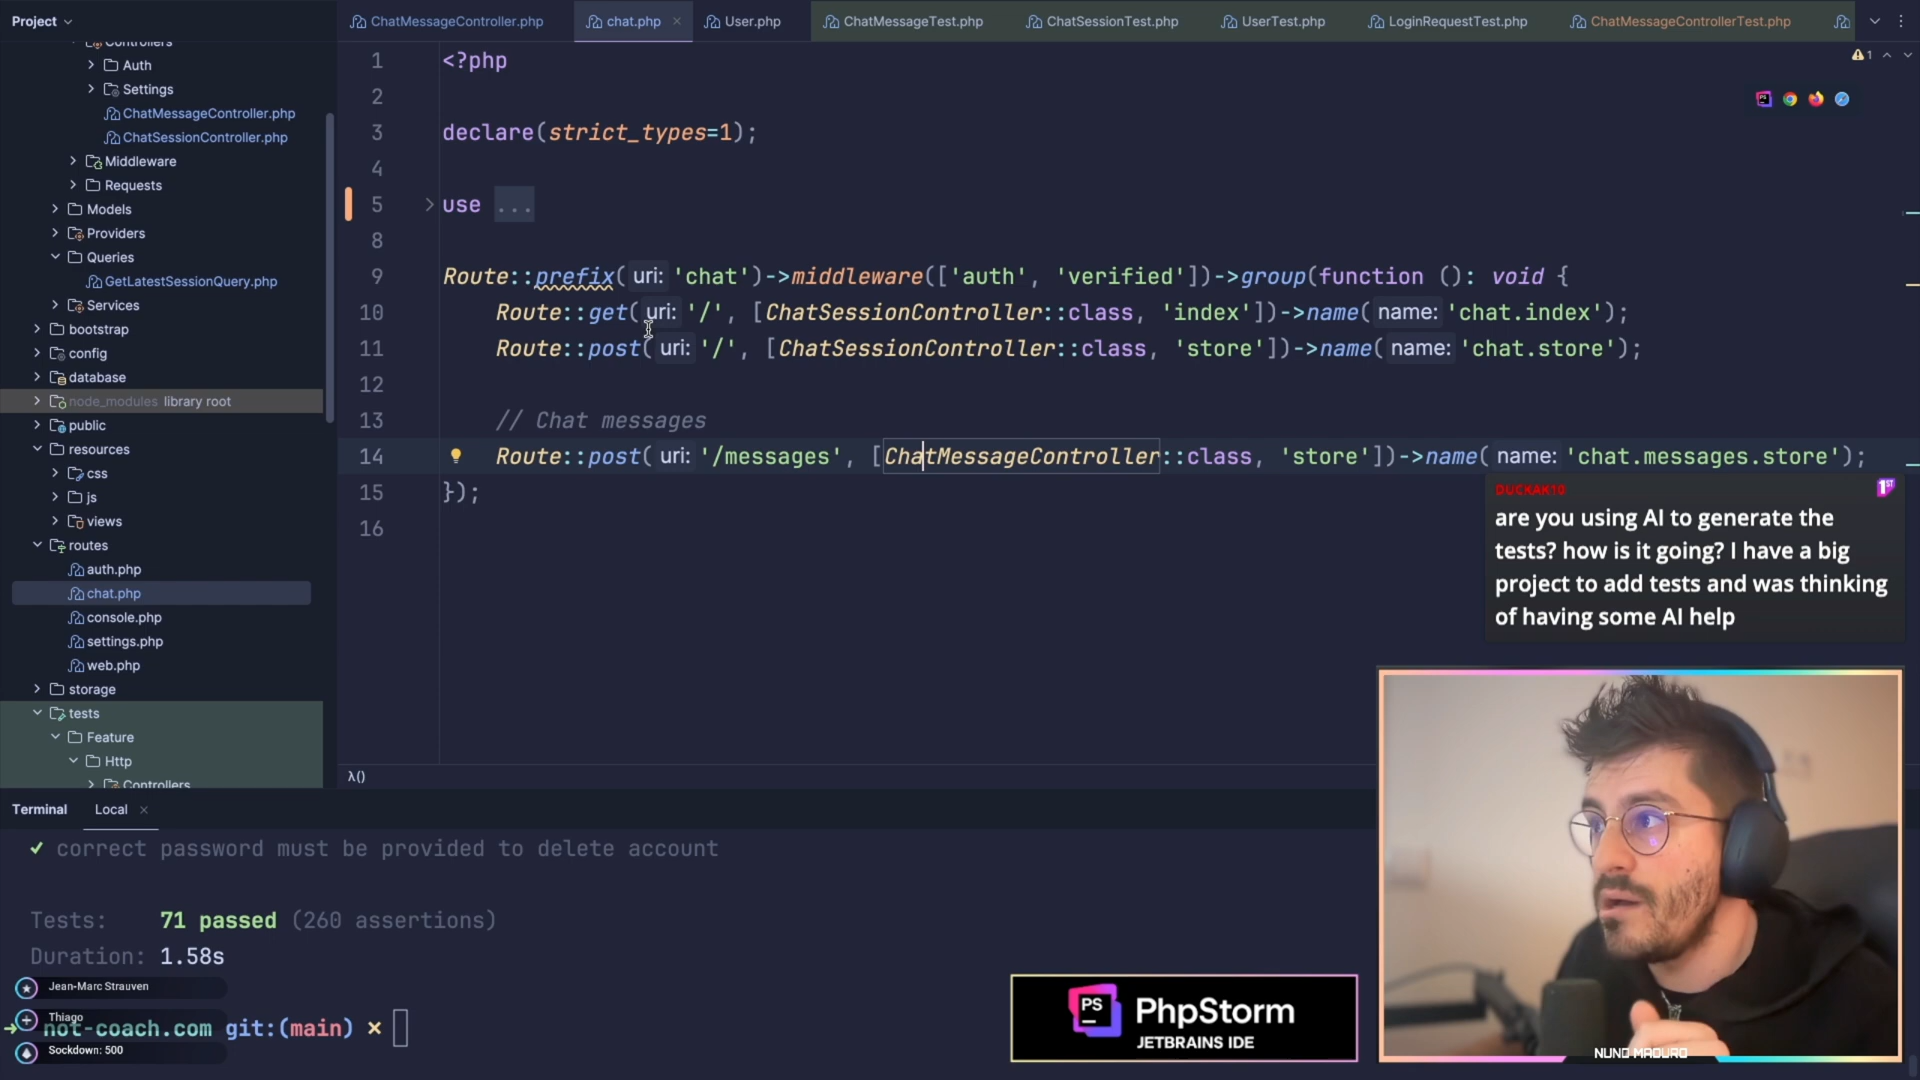 Project
ChatMessageController.php
chat.php
User.php
ChatMessageTest.php
ChatSessionTest.php
UserTest.php
LoginRequestTest.php
ChatMessageControllerTest.php
Controllers
Auth
Settings
ChatMessageController.php
ChatSessionController.php
Middleware
Requests
Models
Providers
Queries
GetLatestSessionQuery.php
Services
bootstrap
config
database
node_modules library root
public
resources
css
js
views
routes
auth.php
chat.php
console.php
settings.php
web.php
storage
tests
Feature
Http
Controllers
1 <?php
2
3 declare(strict_types=1);
4
5 use ...
8
9 Route::prefix( uri: 'chat')->middleware(['auth', 'verified'])->group(function (): void {
10 Route::get( uri: '/', [ChatSessionController::class, 'index'])->name( name: 'chat.index');
11 Route::post( uri: '/', [ChatSessionController::class, 'store'])->name( name: 'chat.store');
12
13 // Chat messages
14 Route::post( uri: '/messages', [ChatMessageController::class, 'store'])->name( name: 'chat.messages.store');
15 });
16
1
λ()
DUCKAK10
1ST
are you using AI to generate the
tests? how is it going? I have a big
project to add tests and was thinking
of having some AI help
Terminal Local
✓ correct password must be provided to delete account
Tests: 71 passed (260 assertions)
Duration: 1.58s
Jean-Marc Strauven
Thiago
not-coach.com git:(main) ×
Sockdown: 500
PS
PhpStorm
JETBRAINS IDE
NUNO MADURO